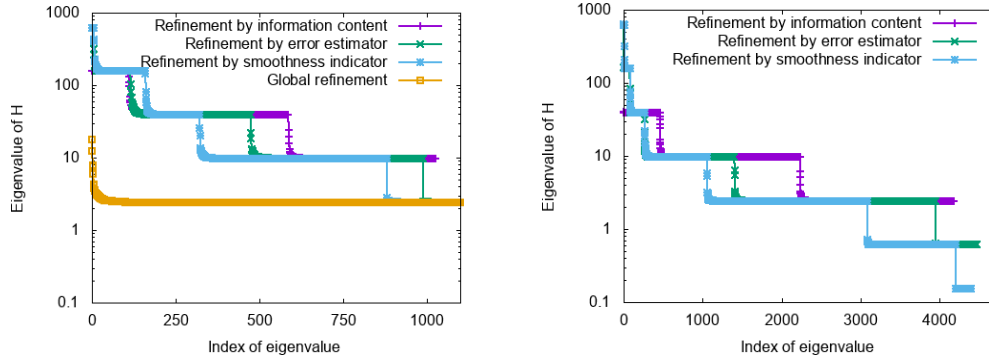 Refinement by information content
Refinement by error estimator
Refinement by smoothness indicator
Global refinement
Eigenvalue of H
100
10
1
0.1
0
250
500
750
1000
Index of eigenvalue
Refinement by information content
Refinement by error estimator
Refinement by smoothness indicator
Eigenvalue of H
100
10
1
0.1
0
1000
2000
3000
4000
Index of eigenvalue